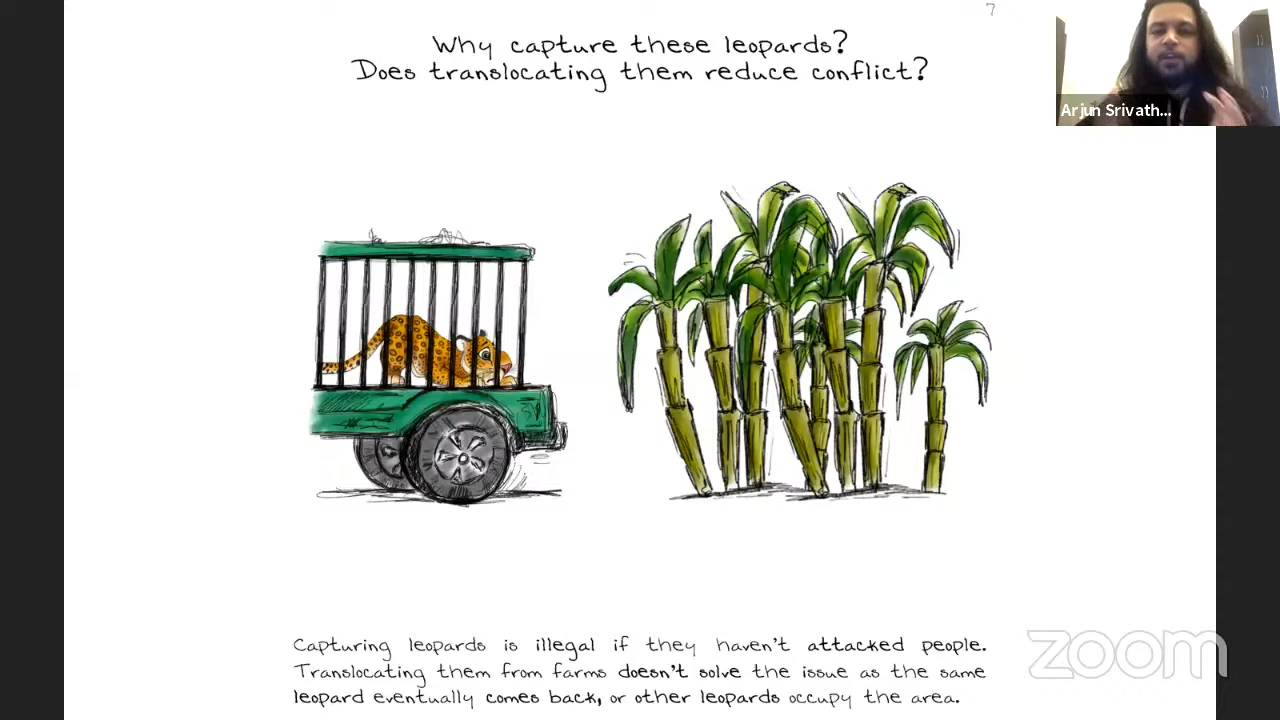 7
Why capture these leopards?
Does translocating them reduce conflict?
Arjun Srivath...
Capturing leopards is illegal if they haven't attacked people.
Translocating them from farms doesn't solve the issue as the same
leopard eventually comes back, or other leopards occupy the area.
zoom